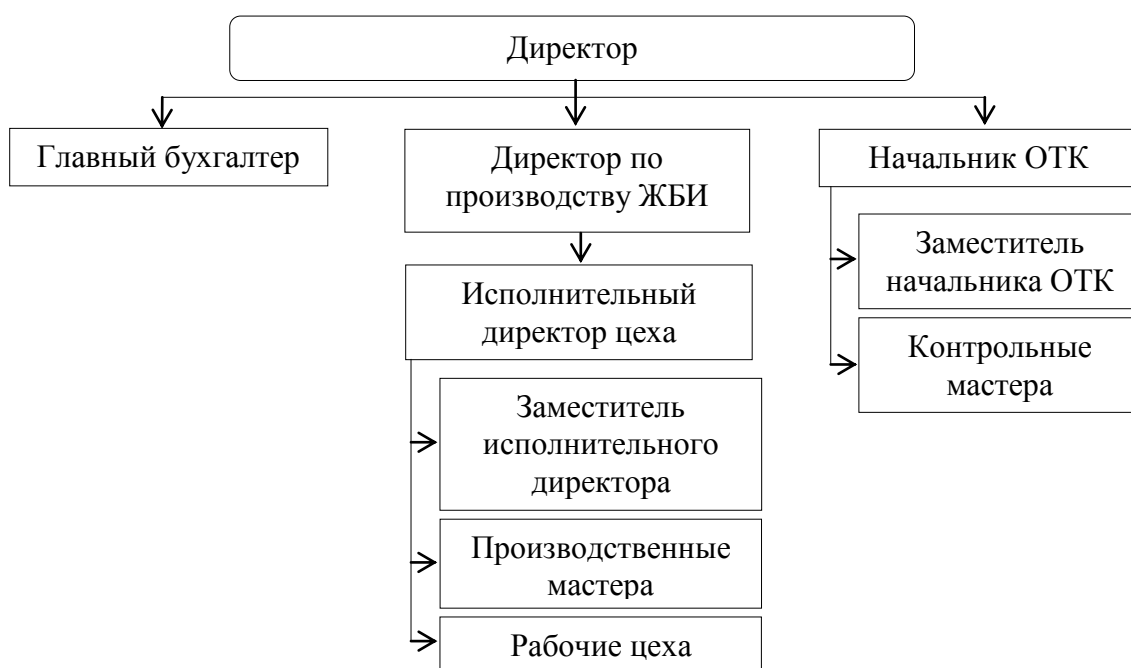 Директор
Главный бухгалтер
Директор по
производству ЖБИ
Начальник ОТК
Исполнительный
директор цеха
Заместитель
начальника ОТК
Контрольные
мастера
Заместитель
исполнительного
директора
Производственные
мастера
Рабочие цеха